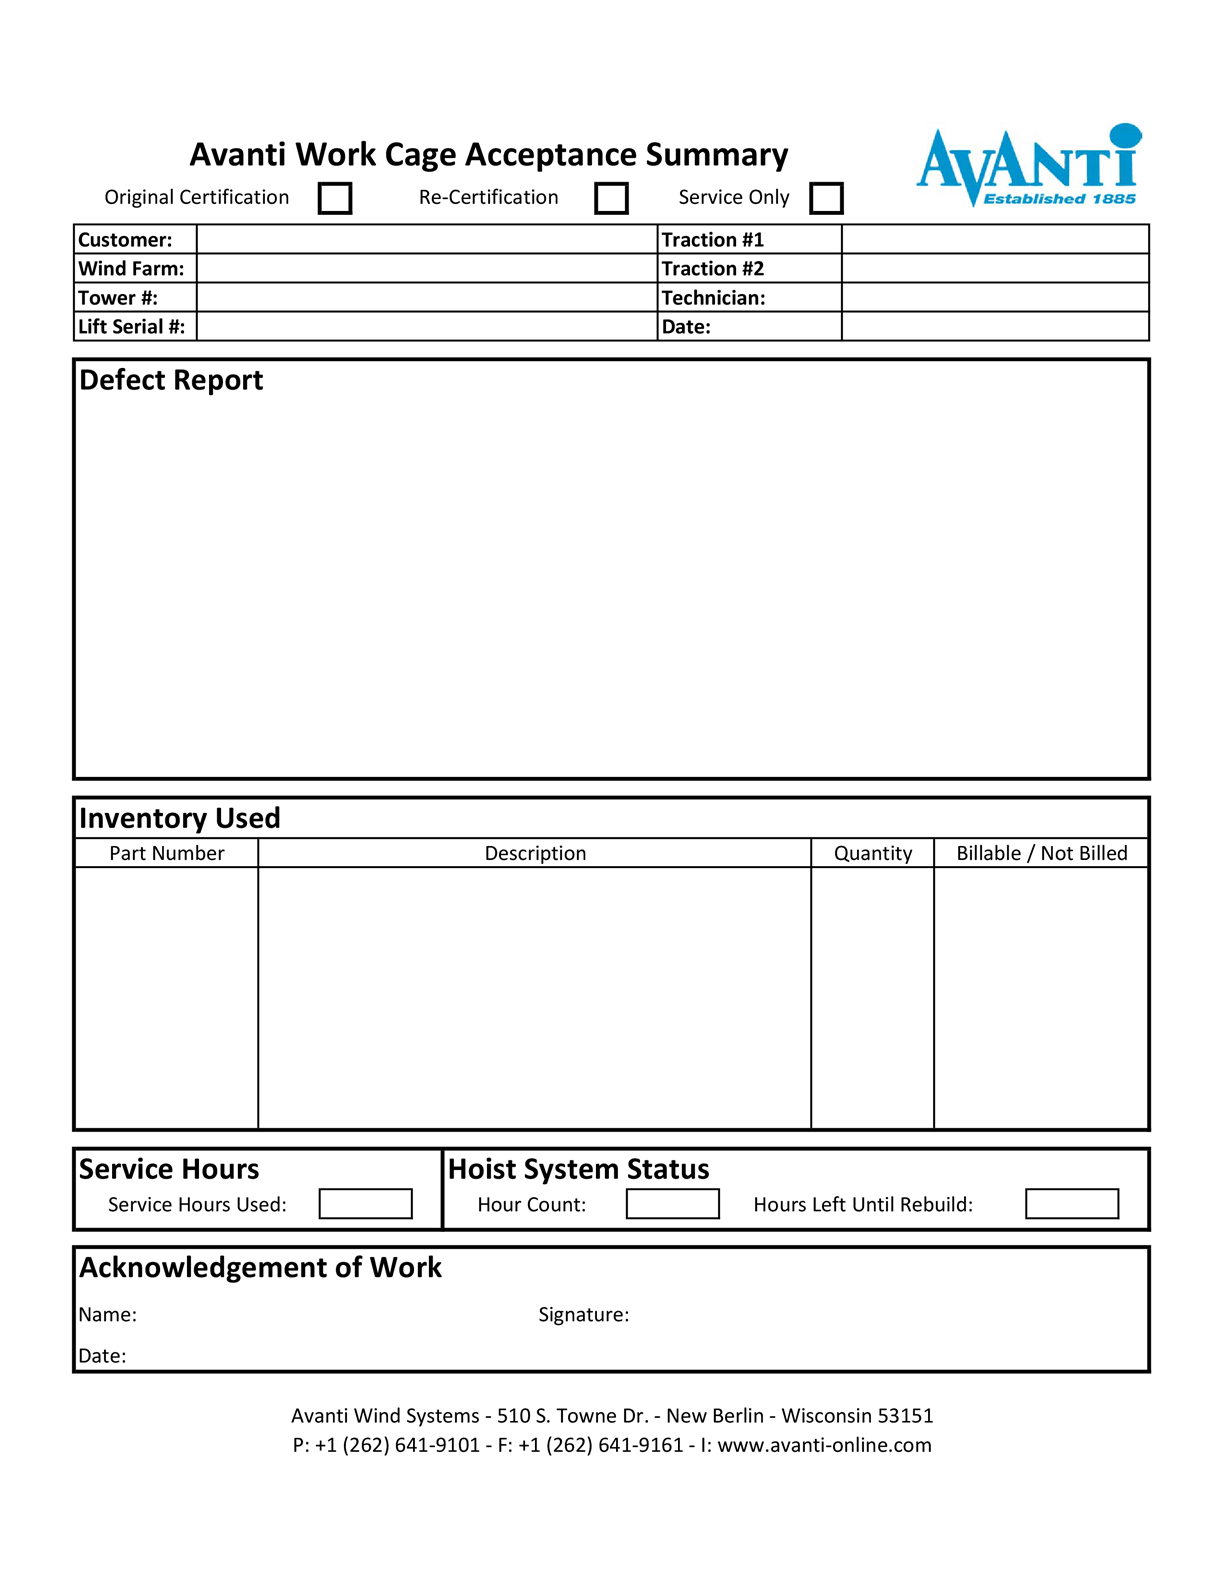 Avanti Work Cage Acceptance Summary
AVANTi
Established 1885
Original Certification Re-Certification Service Only
Customer: Traction #1
Wind Farm: Traction #2
Tower #: Technician:
Lift Serial #: Date:
Defect Report
Inventory Used
Part Number Description Quantity Billable / Not Billed
Service Hours Hoist System Status
Service Hours Used: Hour Count: Hours Left Until Rebuild:
Acknowledgement of Work
Name: Signature:
Date:
Avanti Wind Systems - 510 S. Towne Dr. - New Berlin - Wisconsin 53151
P: +1 (262) 641-9101 - F: +1 (262) 641-9161 - I: www.avanti-online.com